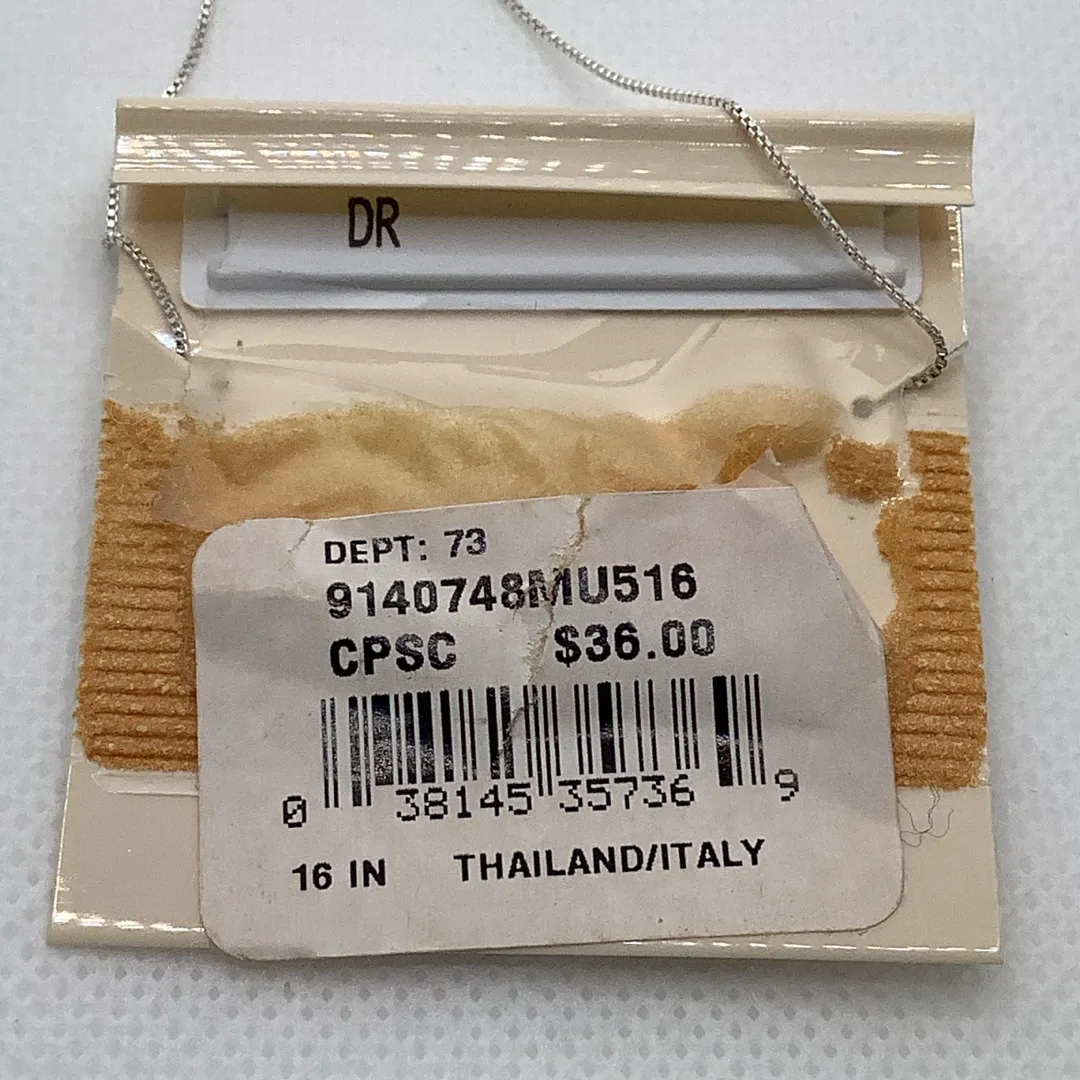 DR
DEPT: 73
9140748MU516
CPSC $36.00
0 38145 35736 9
16 IN THAILAND/ITALY